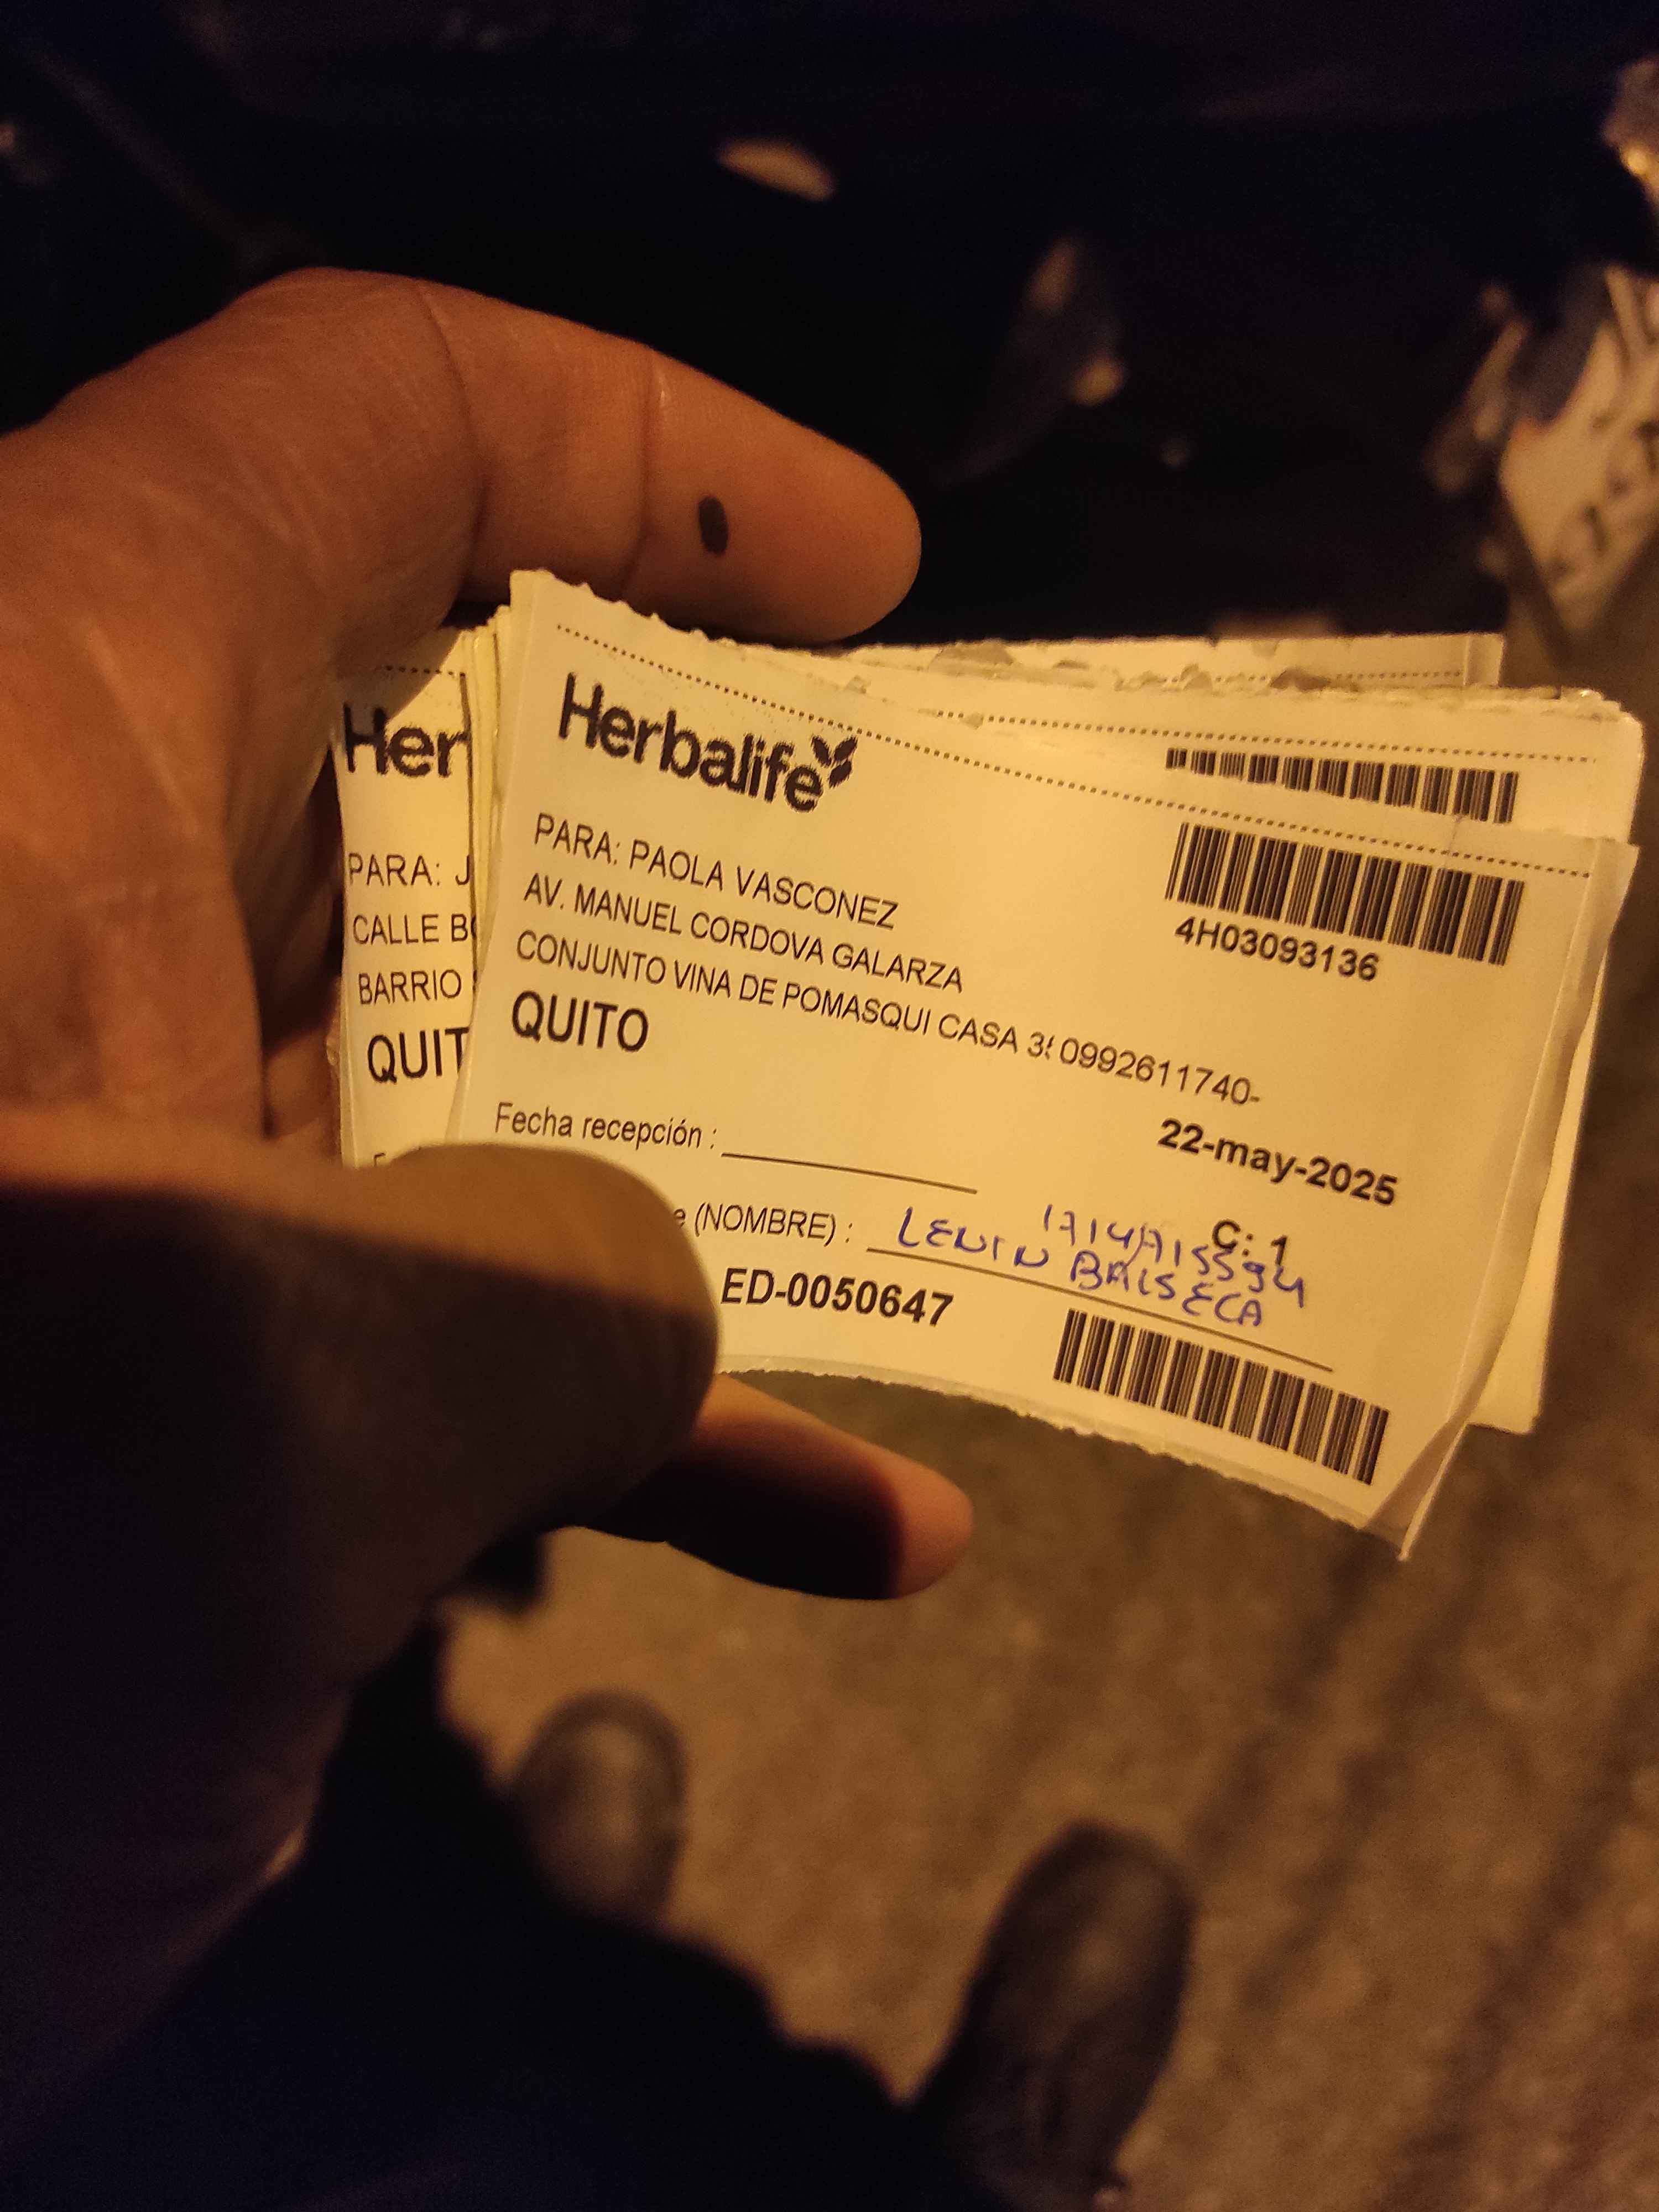 Herbalife
4H03093136
PARA: PAOLA VASCONEZ
AV. MANUEL CORDOVA GALARZA
CONJUNTO VINA DE POMASQUI CASA 0992611740-
QUITO
22-may-2025
Fecha recepción :
C: 1
(NOMBRE) : LENIN BALSECA
ED-0050647
Her
PARA: J
CALLE
BARRIO
QUIT